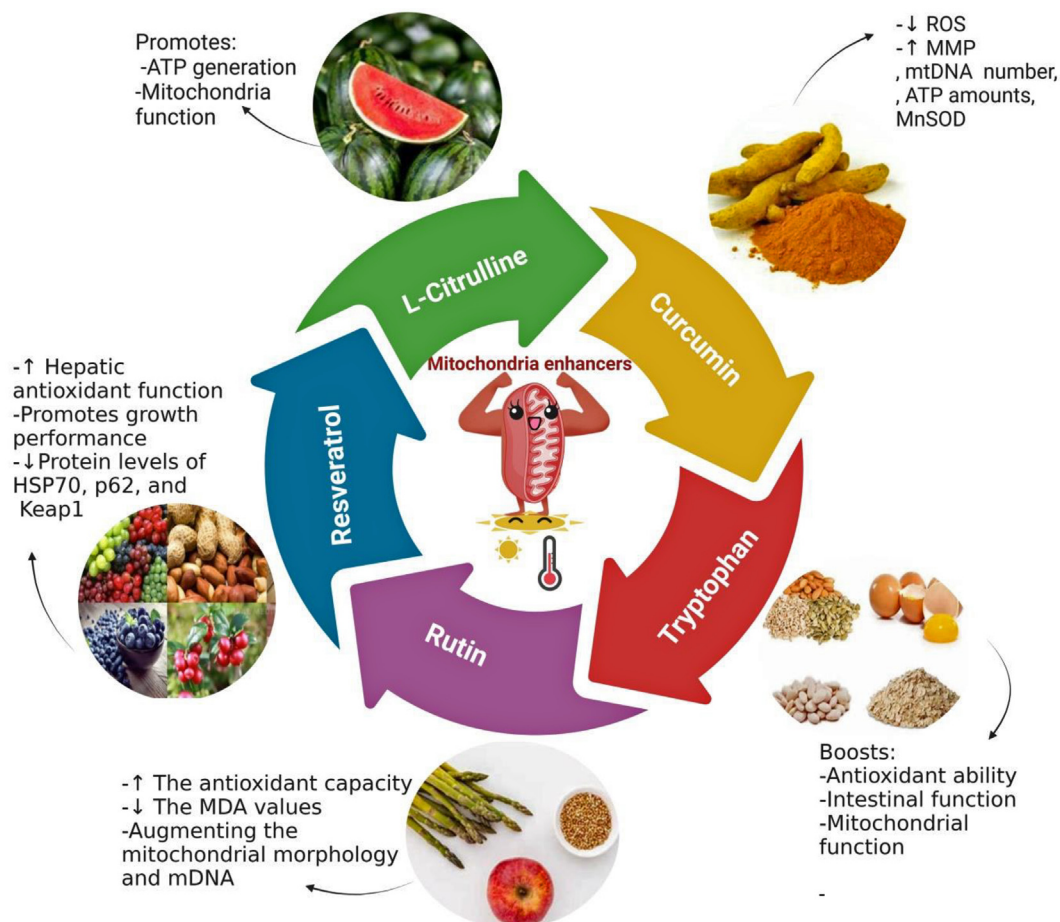 Promotes:
-ATP generation
-Mitochondria
function
-↓ ROS
-↑ MMP
, mtDNA number,
, ATP amounts,
MnSOD
L-Citrulline
Curcumin
Mitochondria enhancers
-↑ Hepatic
antioxidant function
-Promotes growth
performance
-↓Protein levels of
HSP70, p62, and
Keap1
Resveratrol
Tryptophan
Rutin
-↑ The antioxidant capacity
-↓ The MDA values
-Augmenting the
mitochondrial morphology
and mDNA
Boosts:
-Antioxidant ability
-Intestinal function
-Mitochondrial
function
-